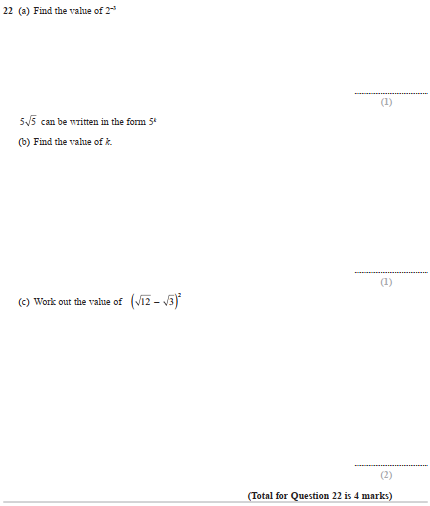 22 (a) Find the value of 2⁻³
(1)
5√5 can be written in the form 5ᵏ
(b) Find the value of k.
(1)
(c) Work out the value of (√12 – √3)²
(2)
(Total for Question 22 is 4 marks)